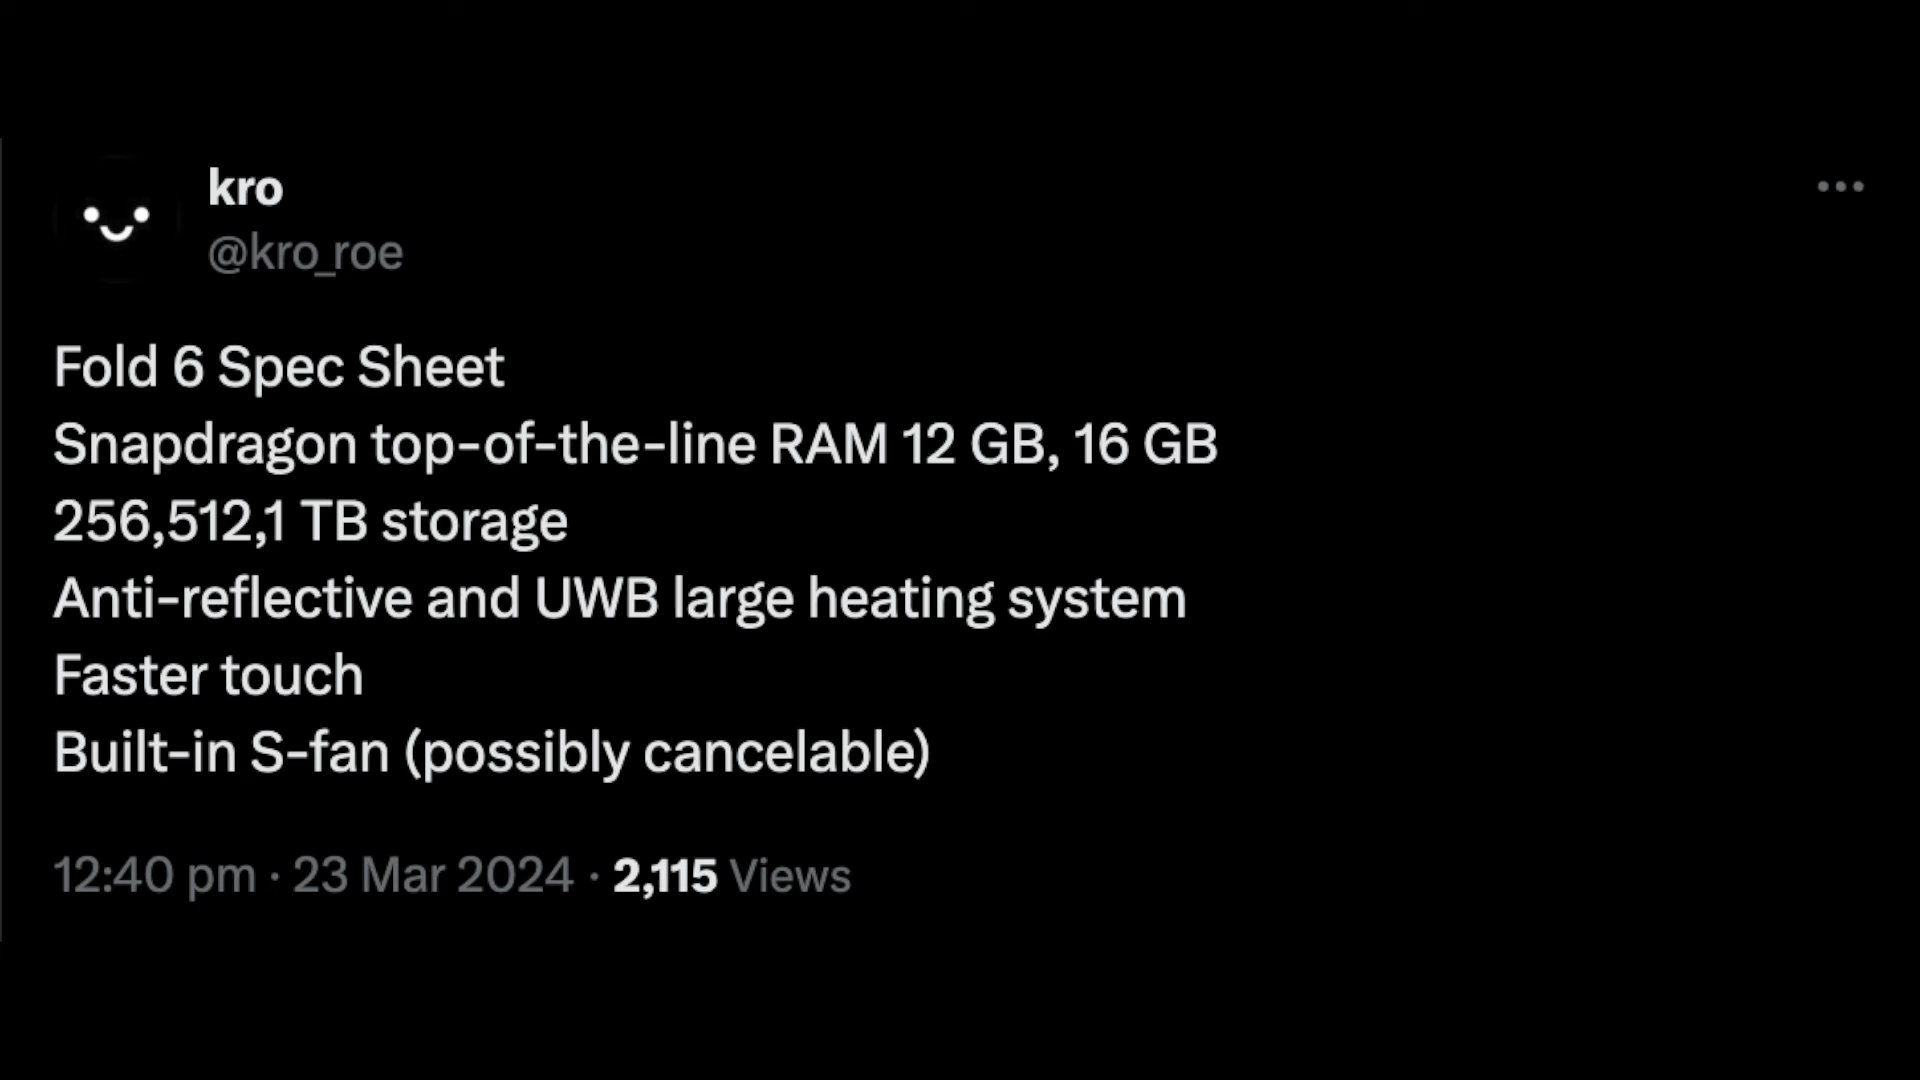 kro
@kro_roe
Fold 6 Spec Sheet
Snapdragon top-of-the-line RAM 12 GB, 16 GB
256,512,1 TB storage
Anti-reflective and UWB large heating system
Faster touch
Built-in S-fan (possibly cancelable)
12:40 pm · 23 Mar 2024 · 2,115 Views